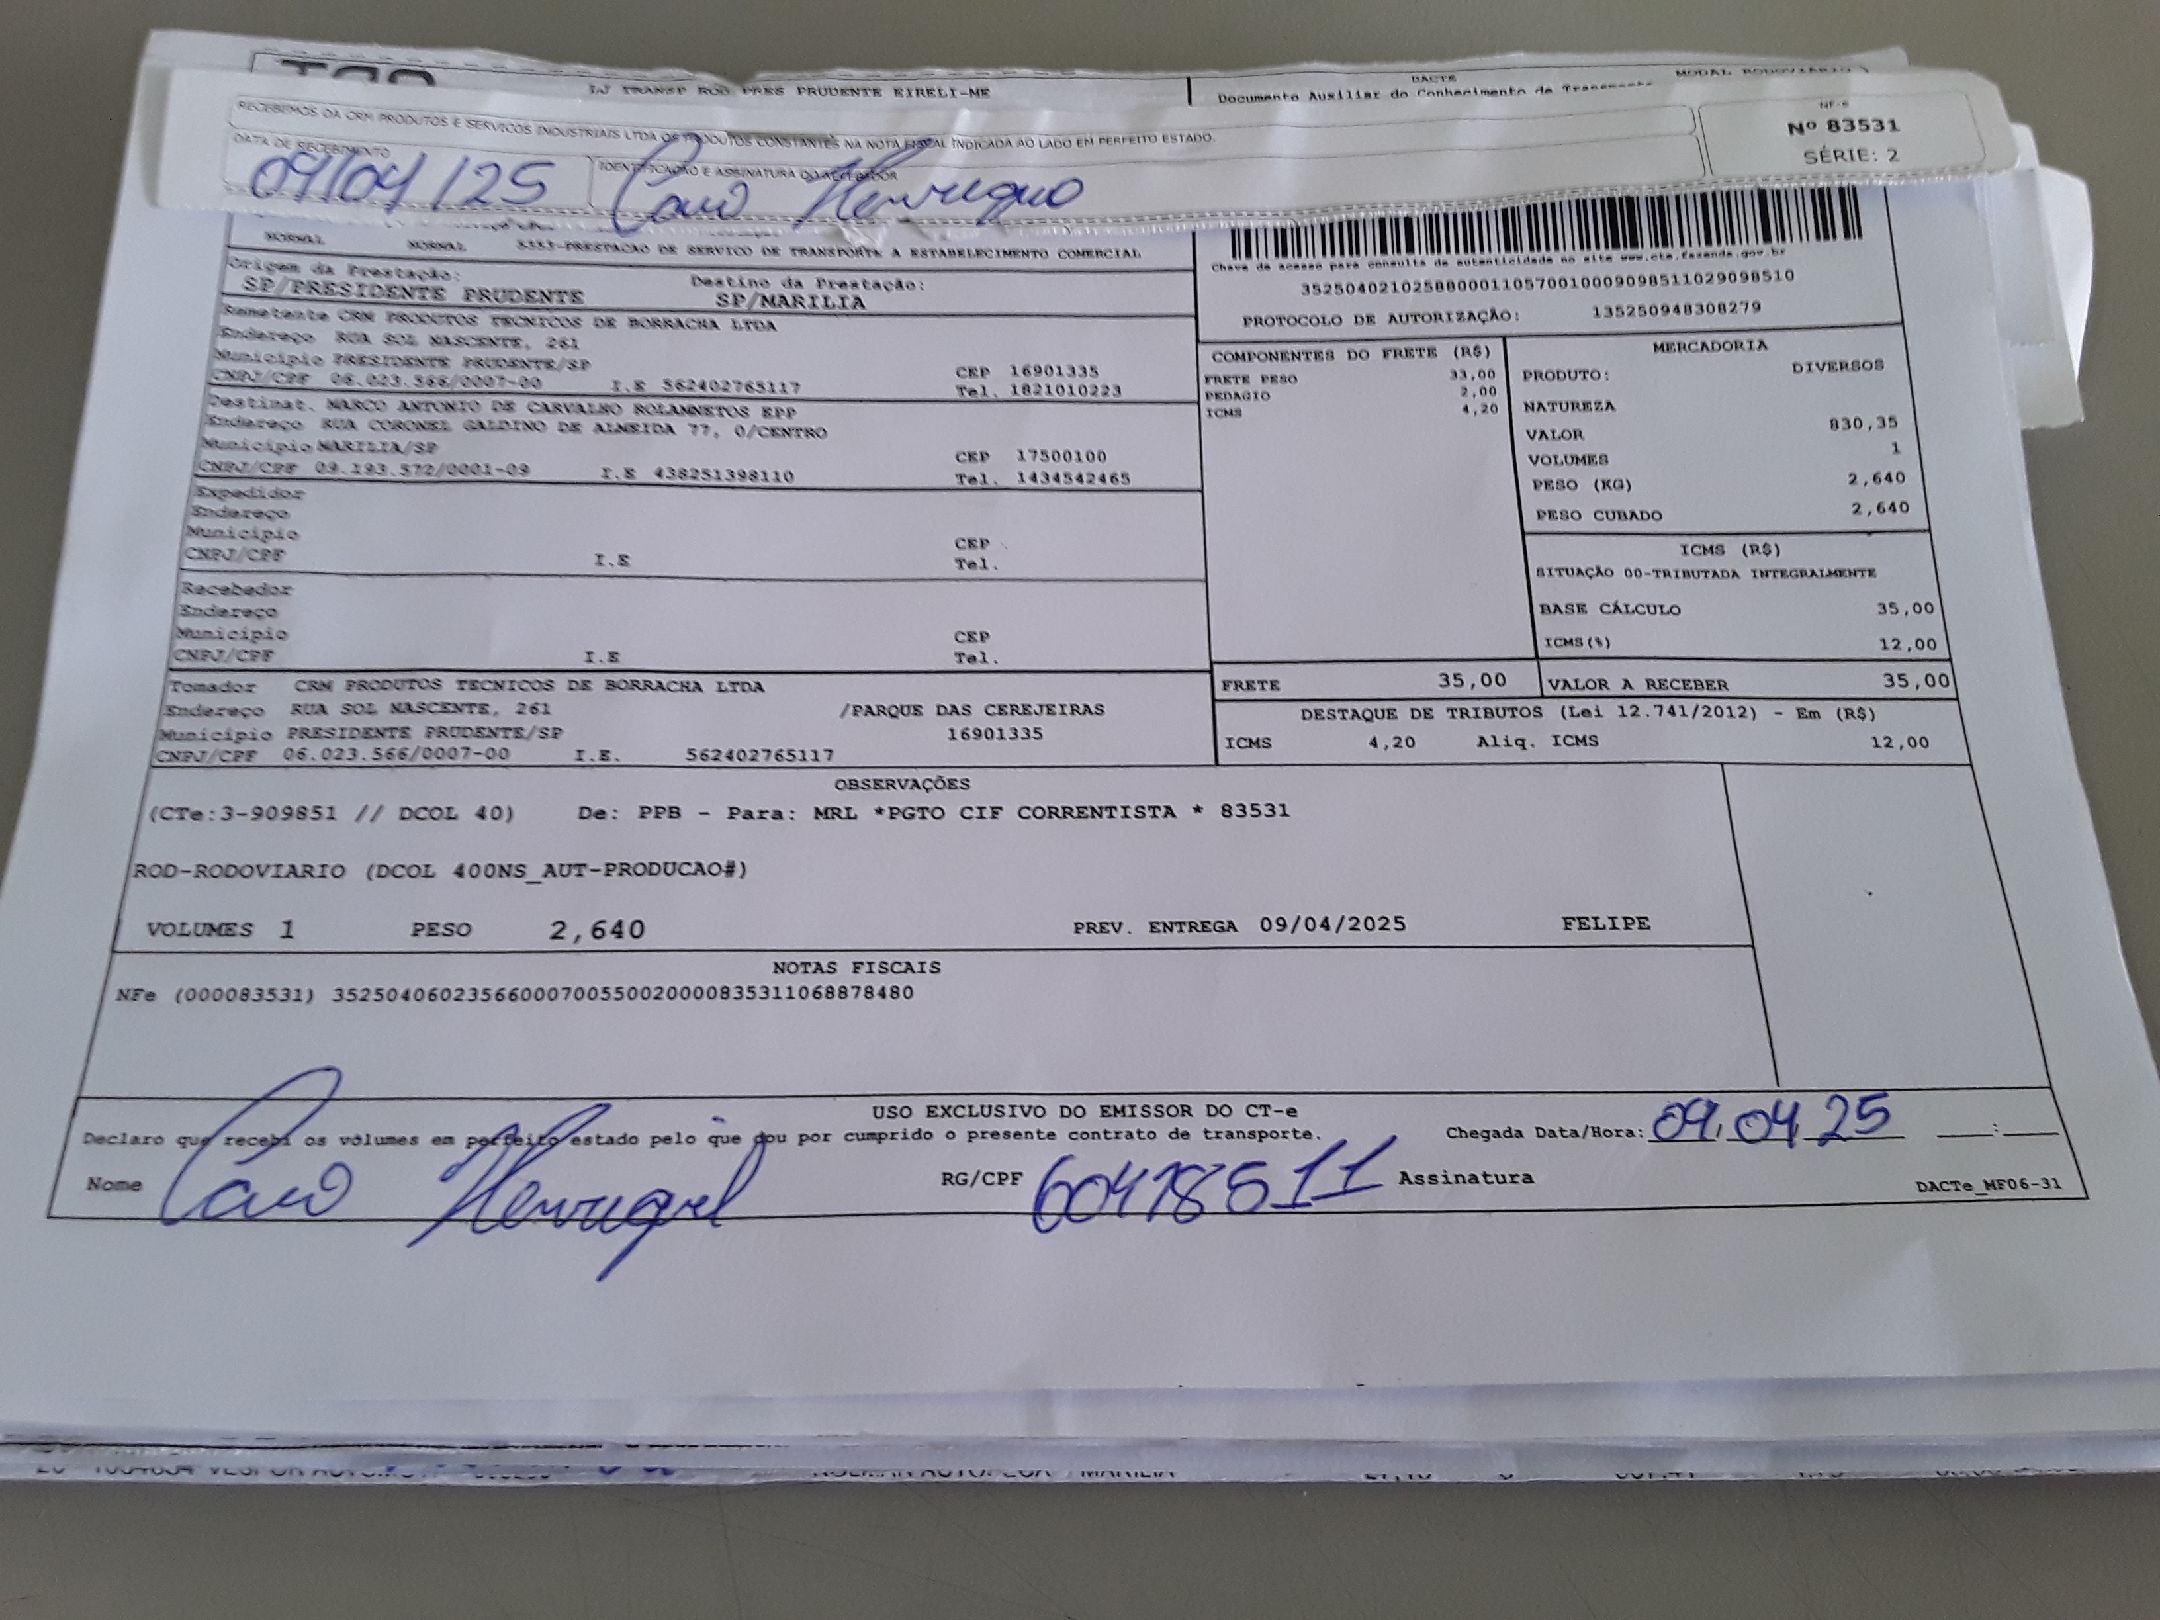 TRANSP ROD PRES PRUDENTE EIRELI-ME
DACTE
MODAL RODOVIÁRIO
Documento Auxiliar do Conhecimento de Transporte
RECEBEMOS DA CRM PRODUTOS E SERVICOS INDUSTRIAIS LTDA OS PRODUTOS CONSTANTES NA NOTA FISCAL INDICADA AO LADO EM PERFEITO ESTADO.
NF-e
Nº 83531
SÉRIE: 2
DATA DE RECEBIMENTO
09/04/25
IDENTIFICAÇÃO E ASSINATURA DO RECEBEDOR
Caio Henrique
NORMAL NORMAL 5353-PRESTACAO DE SERVICO DE TRANSPORTE A ESTABELECIMENTO COMERCIAL
Origem da Prestação: Destino da Prestação:
SP/PRESIDENTE PRUDENTE SP/MARILIA
Remetente CRM PRODUTOS TECNICOS DE BORRACHA LTDA
Endereço RUA SOL NASCENTE, 261
Município PRESIDENTE PRUDENTE/SP CEP 16901335
CNPJ/CPF 06.023.566/0007-00 I.E 562402765117 Tel. 1821010223
Destinat. MARCO ANTONIO DE CARVALHO ROLAMNETOS EPP
Endereço RUA CORONEL GALDINO DE ALMEIDA 77, 0/CENTRO
Município MARILIA/SP CEP 17500100
CNPJ/CPF 09.193.572/0001-09 I.E 438251398110 Tel. 1434542465
Expedidor
Endereço
Município CEP
CNPJ/CPF I.E Tel.
Recebedor
Endereço
Município CEP
CNPJ/CPF I.E Tel.
Tomador CRM PRODUTOS TECNICOS DE BORRACHA LTDA
Endereço RUA SOL NASCENTE, 261 /PARQUE DAS CEREJEIRAS
Município PRESIDENTE PRUDENTE/SP 16901335
CNPJ/CPF 06.023.566/0007-00 I.E. 562402765117
Chave de acesso para consulta de autenticidade no site www.cte.fazenda.gov.br
35250402102588000110570010009098511029098510
PROTOCOLO DE AUTORIZAÇÃO: 135250948308279
COMPONENTES DO FRETE (R$)
FRETE PESO 33,00
PEDAGIO 2,00
ICMS 4,20
MERCADORIA
PRODUTO: DIVERSOS
NATUREZA
VALOR 830,35
VOLUMES 1
PESO (KG) 2,640
PESO CUBADO 2,640
ICMS (R$)
SITUAÇÃO 00-TRIBUTADA INTEGRALMENTE
BASE CÁLCULO 35,00
ICMS(%) 12,00
FRETE 35,00 VALOR A RECEBER 35,00
DESTAQUE DE TRIBUTOS (Lei 12.741/2012) - Em (R$)
ICMS 4,20 Aliq. ICMS 12,00
OBSERVAÇÕES
(CTe:3-909851 // DCOL 40) De: PPB - Para: MRL *PGTO CIF CORRENTISTA * 83531
ROD-RODOVIARIO (DCOL 400NS_AUT-PRODUCAO#)
VOLUMES 1 PESO 2,640 PREV. ENTREGA 09/04/2025 FELIPE
NOTAS FISCAIS
NFe (000083531) 35250406023566000700550020000835311068878480
USO EXCLUSIVO DO EMISSOR DO CT-e
Declaro que recebi os vólumes em perfeito estado pelo que dou por cumprido o presente contrato de transporte. Chegada Data/Hora: 09/04/25 :
Nome Caio Henrique RG/CPF 604186511 Assinatura
DACTe_MF06-31